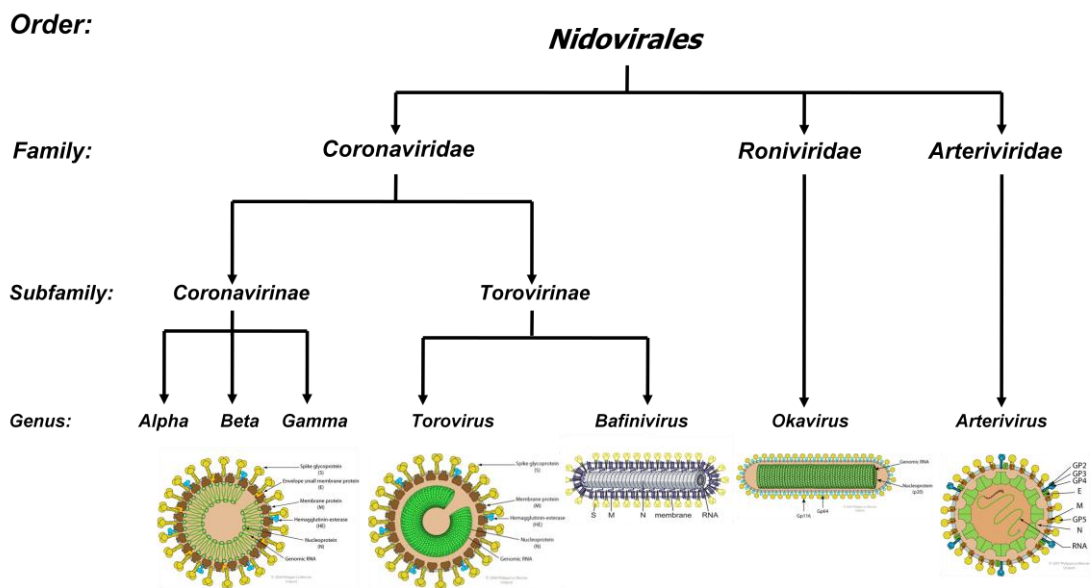 Order:
Nidovirales
Family:
Coronaviridae
Roniviridae
Arteriviridae
Subfamily:
Coronavirinae
Torovirinae
Genus:
Alpha
Beta
Gamma
Torovirus
Bafinivirus
Okavirus
Arterivirus
Spike glycoprotein
(S)
Envelope small membrane protein
(E)
Membrane protein
(M)
Hemagglutinin-esterase
(HE)
Nucleoprotein
(N)
Genomic RNA
Spike glycoprotein
(S)
Membrane protein
(M)
Hemagglutinin-esterase
(HE)
Nucleoprotein
(N)
Genomic RNA
S M N membrane RNA
Genomic RNA
Nucleoprotein
(p20)
Gp64
Gp116
GP2
GP3
GP4
E
M
GP5
N
RNA